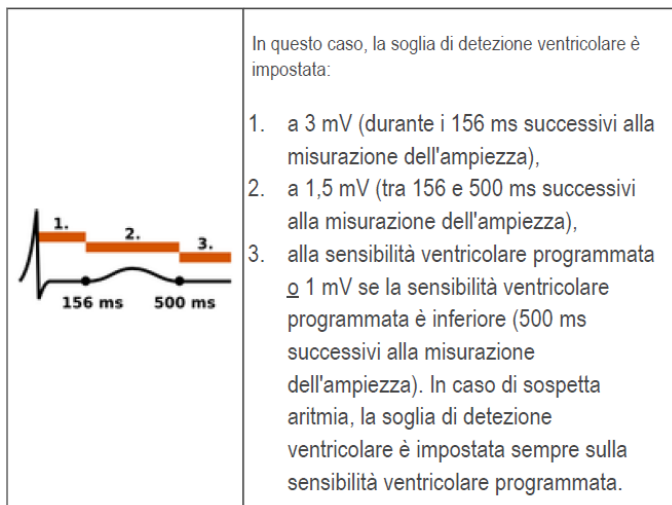 In questo caso, la soglia di detezione ventricolare è
impostata:
1. a 3 mV (durante i 156 ms successivi alla
misurazione dell'ampiezza),
2. a 1,5 mV (tra 156 e 500 ms successivi
alla misurazione dell'ampiezza),
3. alla sensibilità ventricolare programmata
o 1 mV se la sensibilità ventricolare
programmata è inferiore (500 ms
successivi alla misurazione
dell'ampiezza). In caso di sospetta
aritmia, la soglia di detezione
ventricolare è impostata sempre sulla
sensibilità ventricolare programmata.
1.
2.
3.
156 ms
500 ms